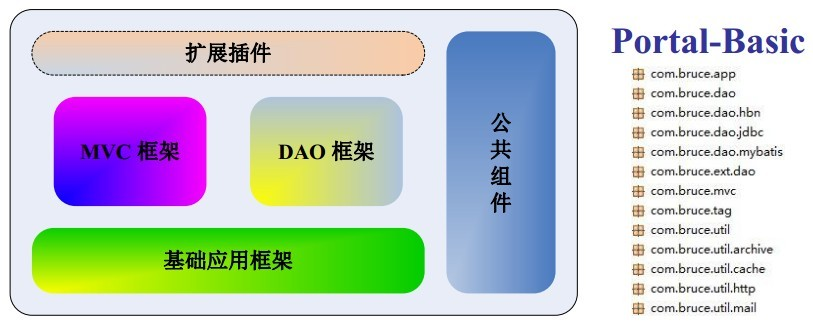 扩展插件
MVC 框架
DAO 框架
基础应用框架
公共组件
Portal-Basic
com.bruce.app
com.bruce.dao
com.bruce.dao.hbn
com.bruce.dao.jdbc
com.bruce.dao.mybatis
com.bruce.ext.dao
com.bruce.mvc
com.bruce.tag
com.bruce.util
com.bruce.util.archive
com.bruce.util.cache
com.bruce.util.http
com.bruce.util.mail